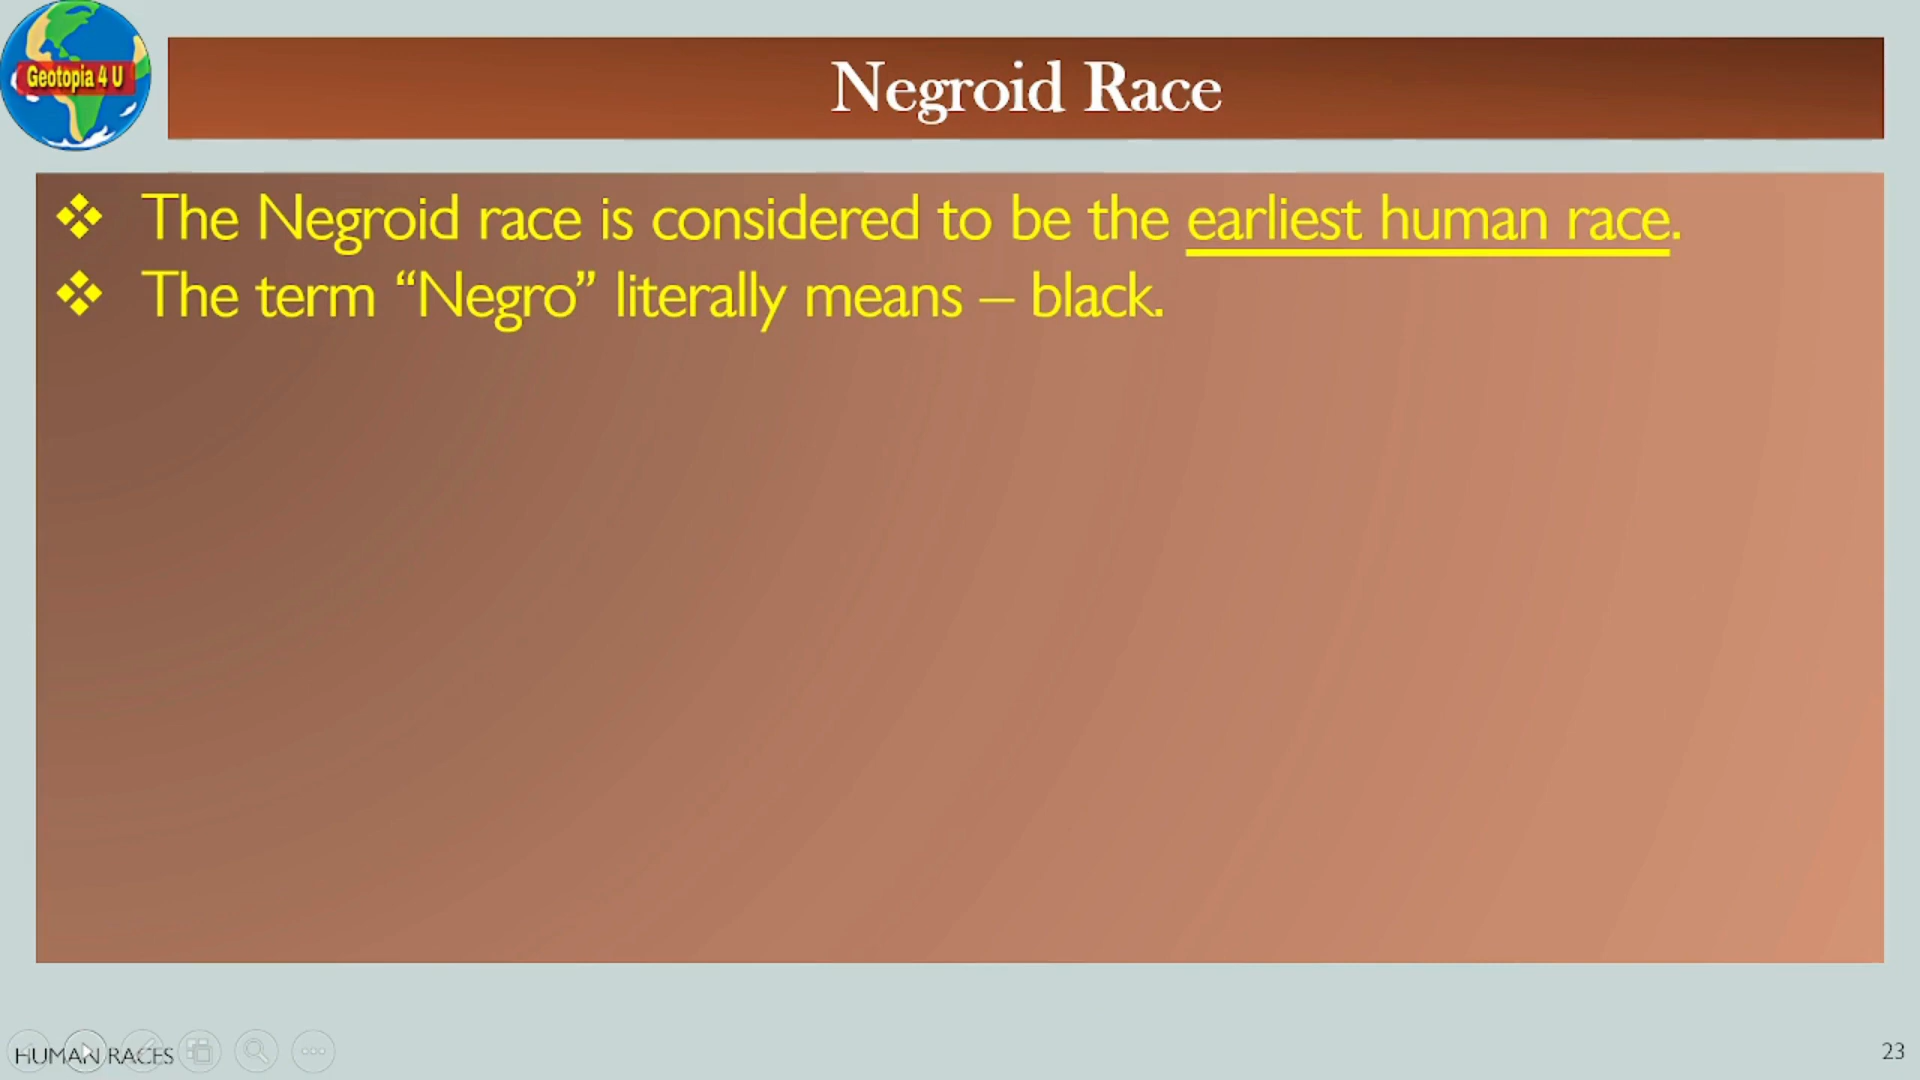 Geotopia 4 U
Negroid Race
❖ The Negroid race is considered to be the earliest human race.
❖ The term “Negro” literally means – black.
HUMAN RACES
23